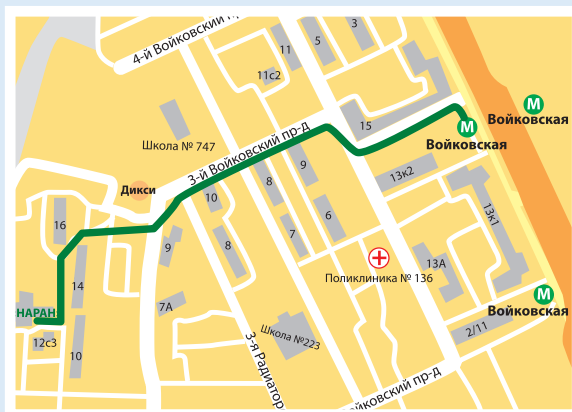 4-й Войковский пр-д
11
5
3
11с2
М
Войковская
15
М
Войковская
Школа № 747
3-й Войковский пр-д
9
8
13к2
Дикси
10
6
13к1
16
7
8
9
13А
Поликлиника № 136
14
7А
М
Войковская
НАРАН
Школа №223
2/11
12с3
10
3-я Радиатор
Войковский пр-д